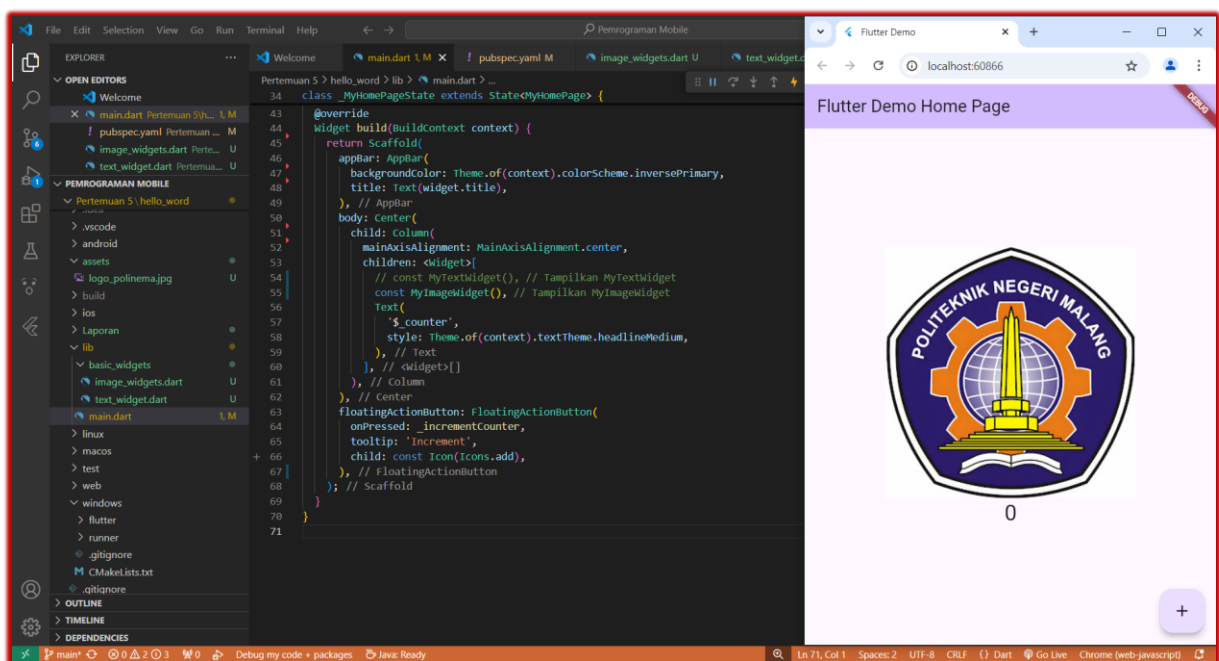 File Edit Selection View Go Run Terminal Help
Pemrograman Mobile
EXPLORER
OPEN EDITORS
Welcome
main.dart Pertemuan 5\h... 1, M
pubspec.yaml Pertemuan ... M
image_widgets.dart Perte... U
text_widget.dart Pertemua... U
PEMROGRAMAN MOBILE
Pertemuan 5 \ hello_word
.vscode
android
assets
logo_polinema.jpg U
build
ios
Laporan
lib
basic_widgets
image_widgets.dart U
text_widget.dart U
main.dart 1, M
linux
macos
test
web
windows
flutter
runner
.gitignore
CMakeLists.txt
.gitignore
OUTLINE
TIMELINE
DEPENDENCIES
Welcome
main.dart 1, M
pubspec.yaml M
image_widgets.dart U
text_widget.d
Pertemuan 5 > hello_word > lib > main.dart > ...
34 class _MyHomePageState extends State<MyHomePage> {
43 @override
44 Widget build(BuildContext context) {
45 return Scaffold(
46 appBar: AppBar(
47 backgroundColor: Theme.of(context).colorScheme.inversePrimary,
48 title: Text(widget.title),
49 ), // AppBar
50 body: Center(
51 child: Column(
52 mainAxisAlignment: MainAxisAlignment.center,
53 children: <Widget>[
54 // const MyTextWidget(), // Tampilkan MyTextWidget
55 const MyImageWidget(), // Tampilkan MyImageWidget
56 Text(
57 '$_counter',
58 style: Theme.of(context).textTheme.headlineMedium,
59 ), // Text
60 ], // <Widget>[]
61 ), // Column
62 ), // Center
63 floatingActionButton: FloatingActionButton(
64 onPressed: _incrementCounter,
65 tooltip: 'Increment',
66 child: const Icon(Icons.add),
67 ), // FloatingActionButton
68 ); // Scaffold
69 }
70 }
71
Flutter Demo
localhost:60866
Flutter Demo Home Page
DEBUG
POLITEKNIK NEGERI MALANG
0
+
main* 0 2 3 0 Debug my code + packages Java: Ready
Ln 71, Col 1 Spaces: 2 UTF-8 CRLF {} Dart Go Live Chrome (web-javascript)